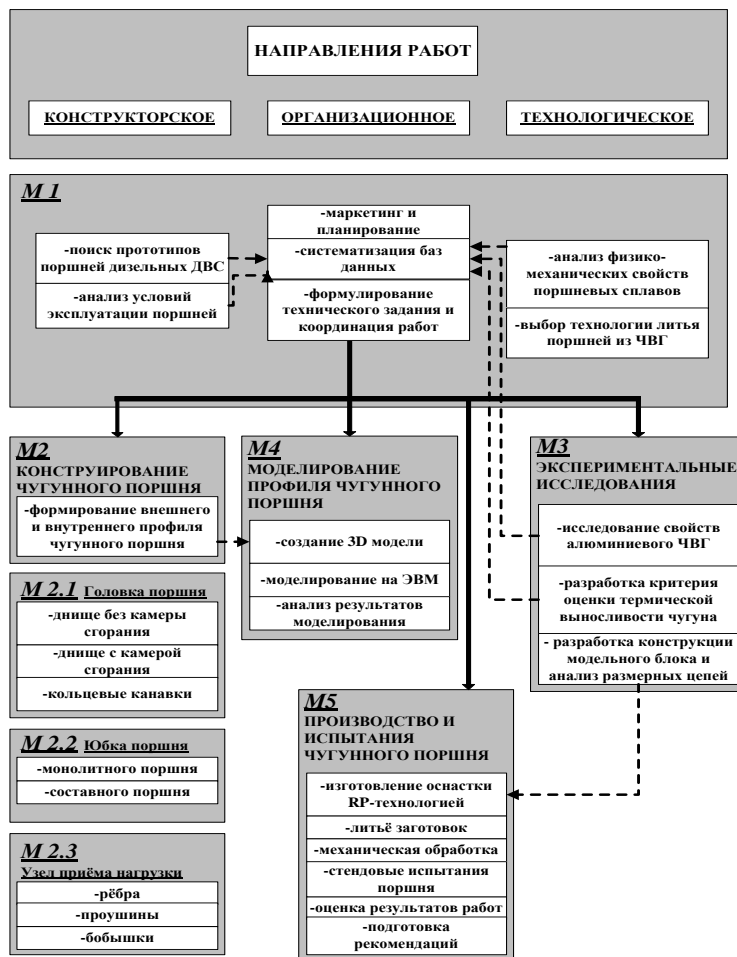 НАПРАВЛЕНИЯ РАБОТ
КОНСТРУКТОРСКОЕ
ОРГАНИЗАЦИОННОЕ
ТЕХНОЛОГИЧЕСКОЕ
М 1
-поиск прототипов
поршней дизельных ДВС
-анализ условий
эксплуатации поршней
-маркетинг и
планирование
-систематизация баз
данных
-формулирование
технического задания и
координация работ
-анализ физико-
механических свойств
поршневых сплавов
-выбор технологии литья
поршней из ЧВГ
М2
КОНСТРУИРОВАНИЕ
ЧУГУННОГО ПОРШНЯ
-формирование внешнего
и внутреннего профиля
чугунного поршня
М 2.1 Головка поршня
-днище без камеры
сгорания
-днище с камерой
сгорания
-кольцевые канавки
М 2.2 Юбка поршня
-монолитного поршня
-составного поршня
М 2.3
Узел приёма нагрузки
-рёбра
-проушины
-бобышки
М4
МОДЕЛИРОВАНИЕ
ПРОФИЛЯ ЧУГУННОГО
ПОРШНЯ
-создание 3D модели
-моделирование на ЭВМ
-анализ результатов
моделирования
М5
ПРОИЗВОДСТВО И
ИСПЫТАНИЯ
ЧУГУННОГО ПОРШНЯ
-изготовление оснастки
RP-технологией
-литьё заготовок
-механическая обработка
-стендовые испытания
поршня
-оценка результатов работ
-подготовка
рекомендаций
М3
ЭКСПЕРИМЕНТАЛЬНЫЕ
ИССЛЕДОВАНИЯ
-исследование свойств
алюминиевого ЧВГ
-разработка критерия
оценки термической
выносливости чугуна
- разработка конструкции
модельного блока и
анализ размерных цепей